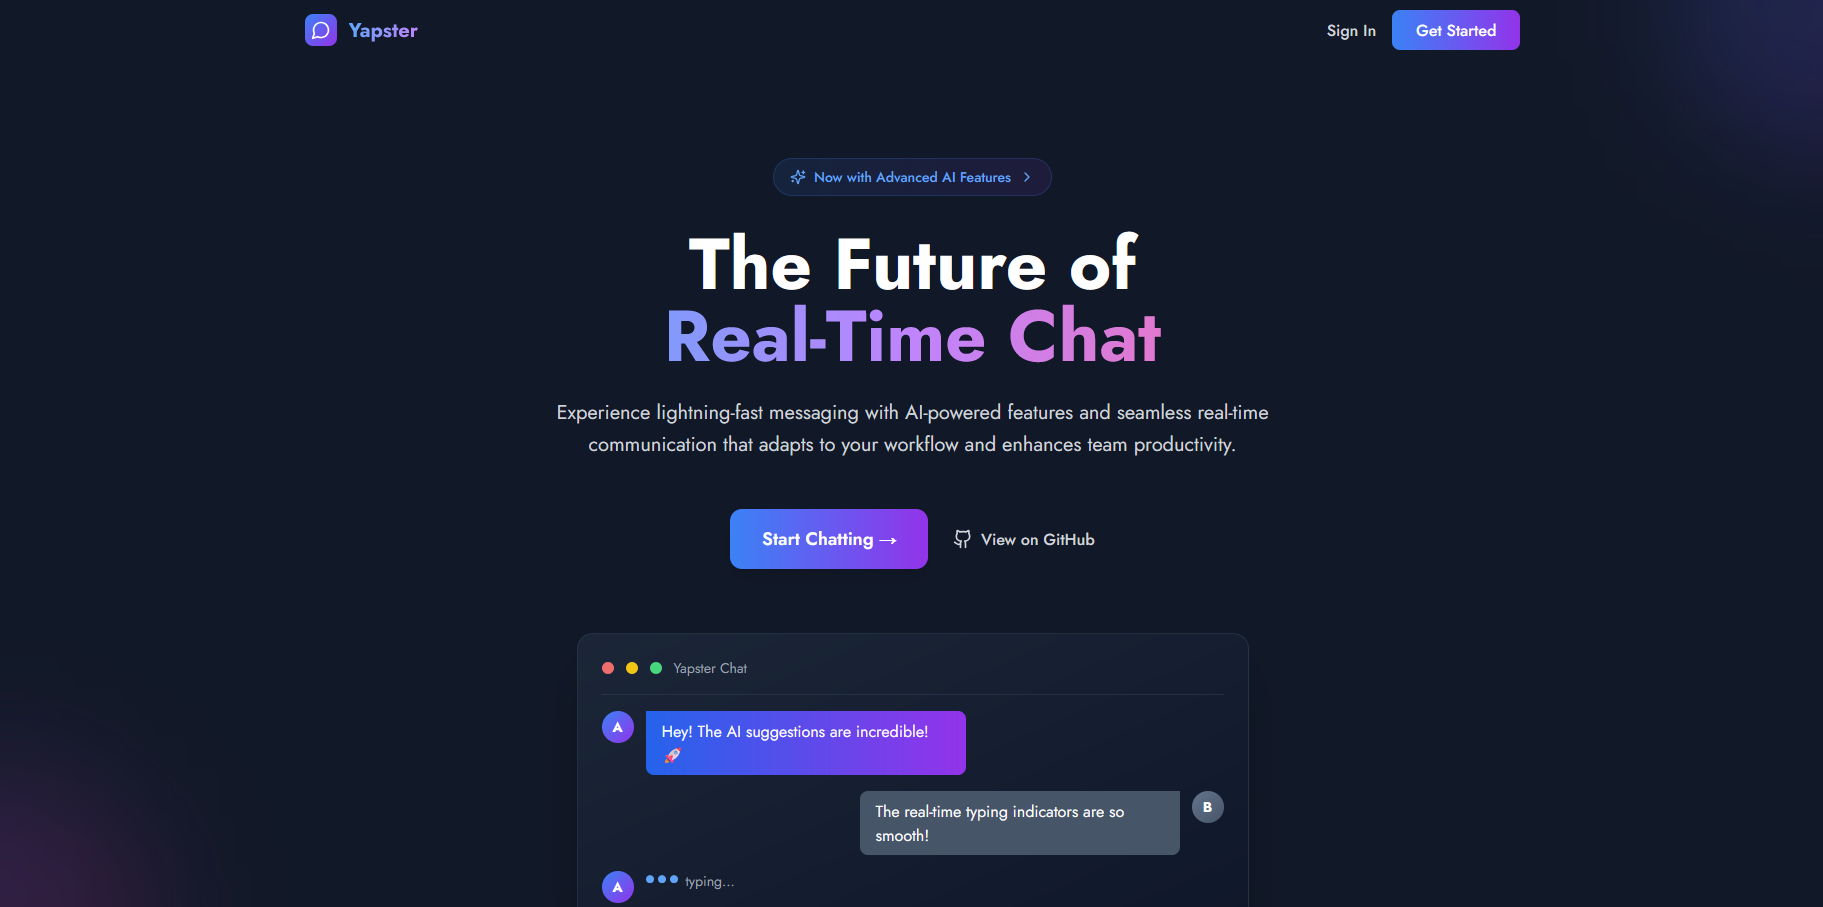 Yapster
Sign In
Get Started
Now with Advanced AI Features
The Future of
Real-Time Chat
Experience lightning-fast messaging with AI-powered features and seamless real-time
communication that adapts to your workflow and enhances team productivity.
Start Chatting →
View on GitHub
Yapster Chat
A
Hey! The AI suggestions are incredible!
🚀
The real-time typing indicators are so
smooth!
B
A
typing...